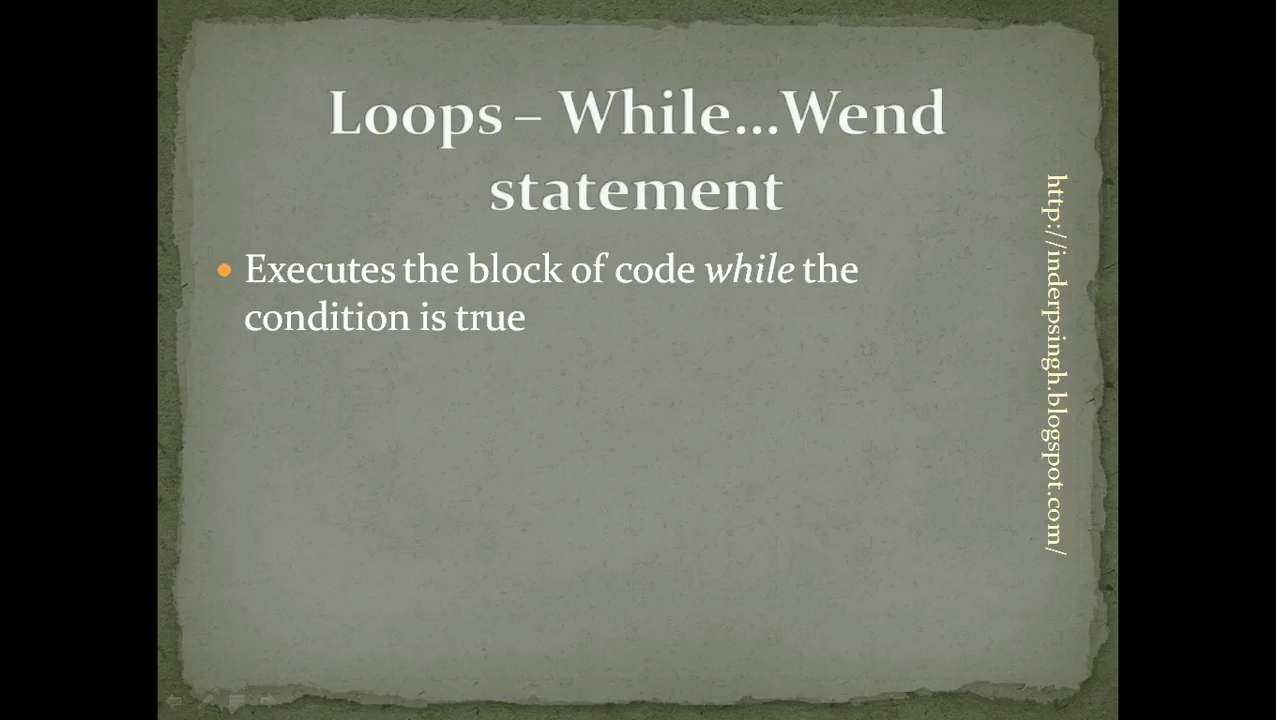 Loops – While...Wend
statement
• Executes the block of code while the
condition is true
http://inderpsingh.blogspot.com/